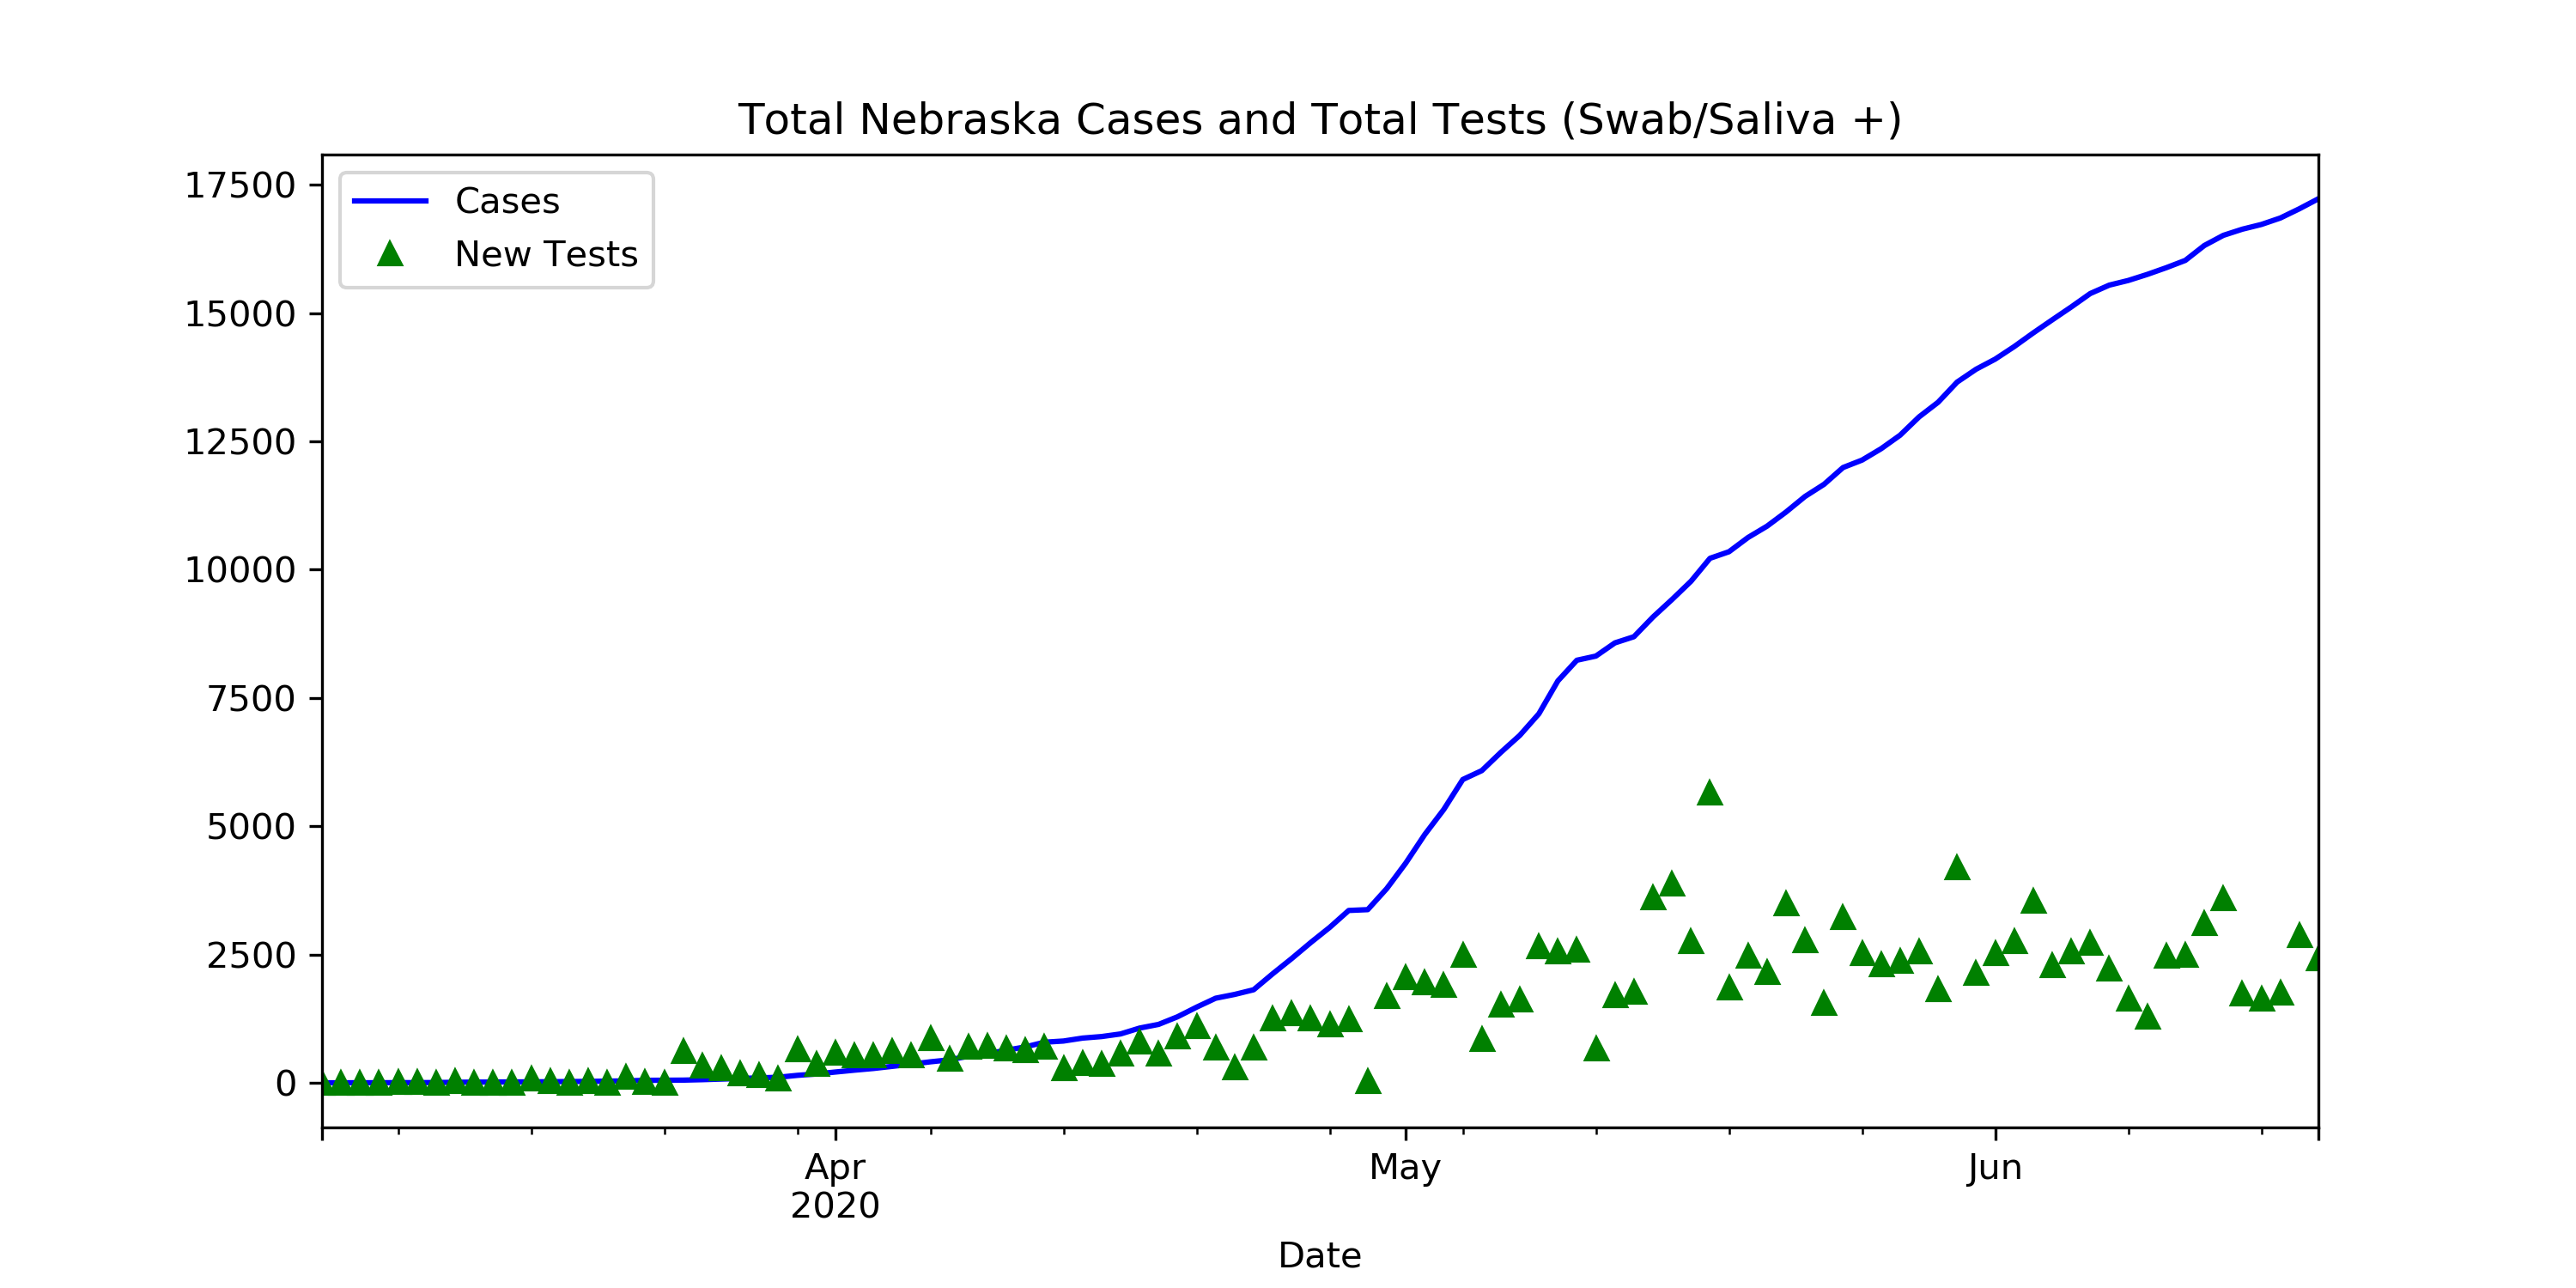 Total Nebraska Cases and Total Tests (Swab/Saliva +)
Cases
New Tests
17500
15000
12500
10000
7500
5000
2500
0
Apr
2020
May
Jun
Date